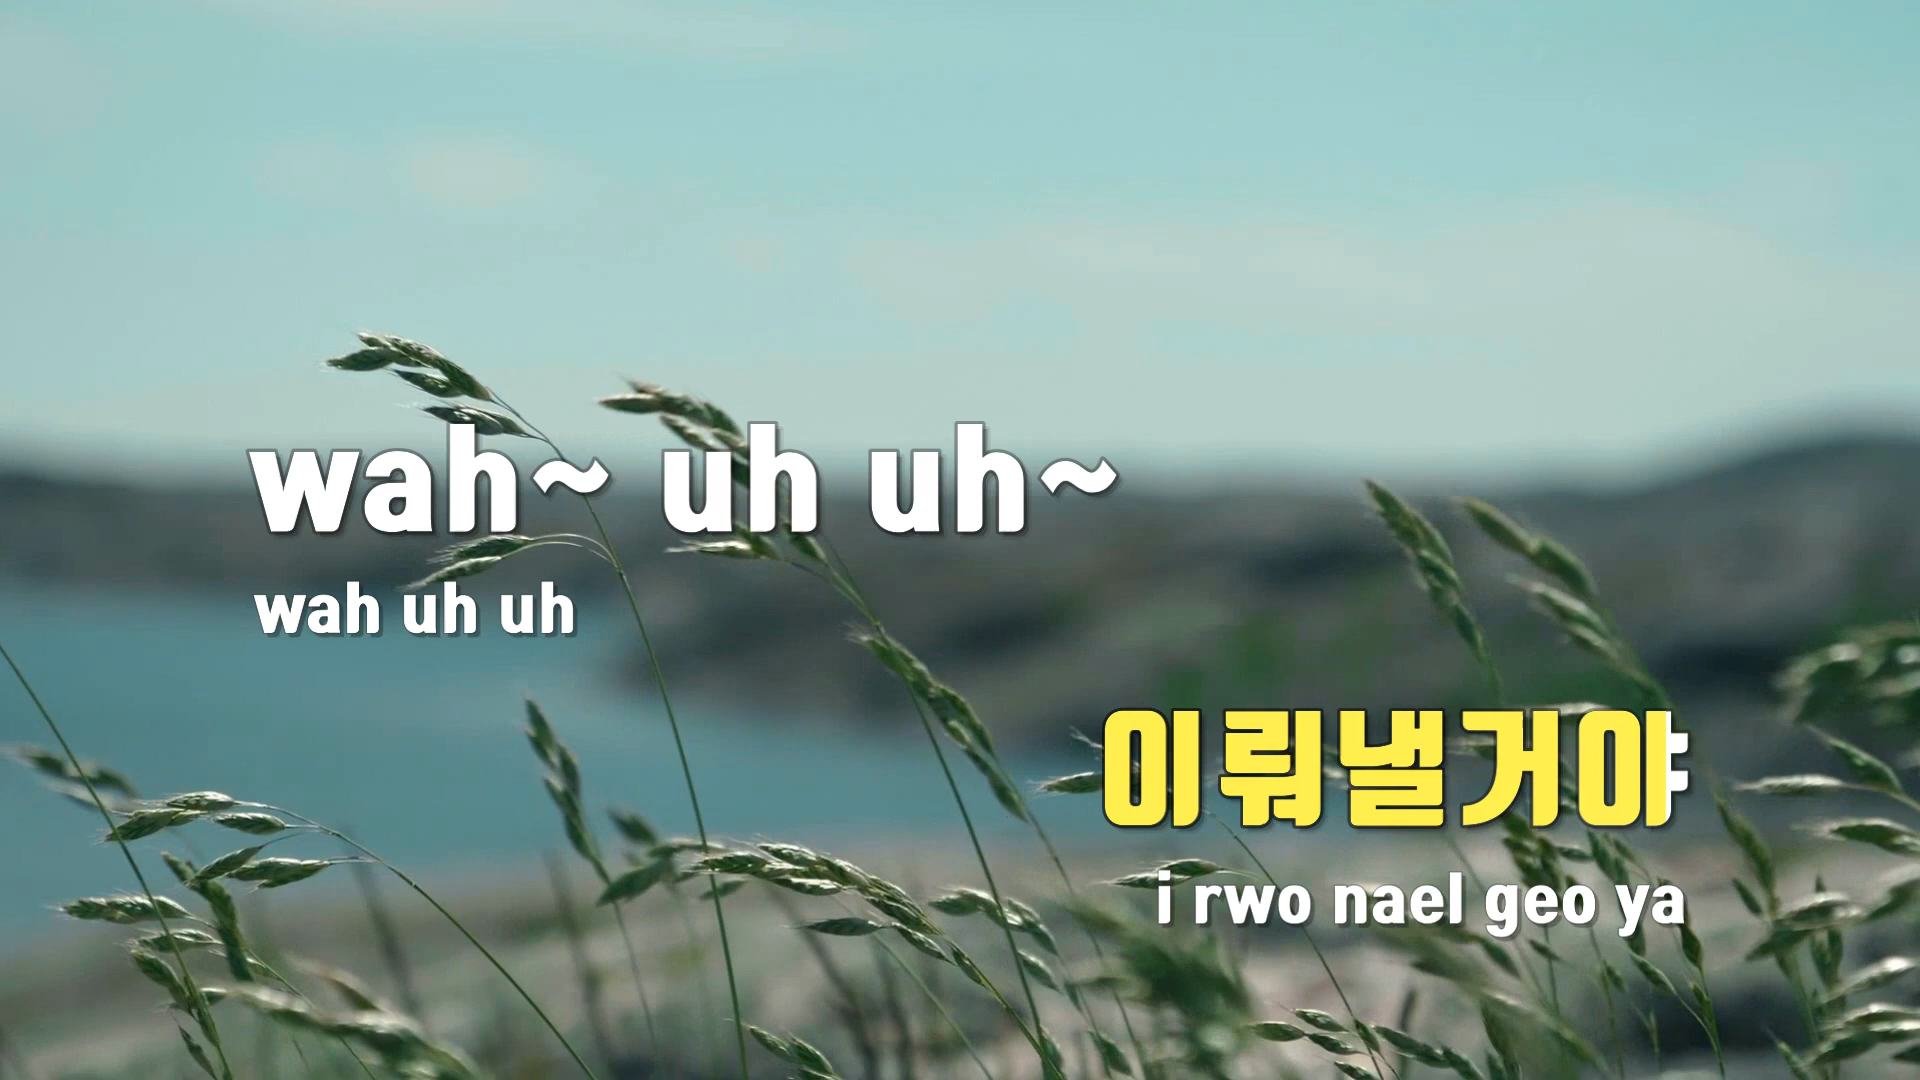 wah~ uh uh~
wah uh uh
이뤄낼거야
i rwo nael geo ya